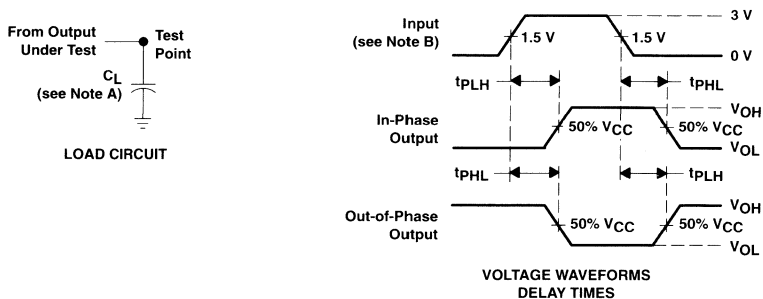 From Output
Under Test
Test
Point
CL
(see Note A)
LOAD CIRCUIT
Input
(see Note B)
1.5 V
1.5 V
3 V
0 V
tPLH
tPHL
In-Phase
Output
50% VCC
50% VCC
VOH
VOL
tPHL
tPLH
Out-of-Phase
Output
50% VCC
50% VCC
VOH
VOL
VOLTAGE WAVEFORMS
DELAY TIMES